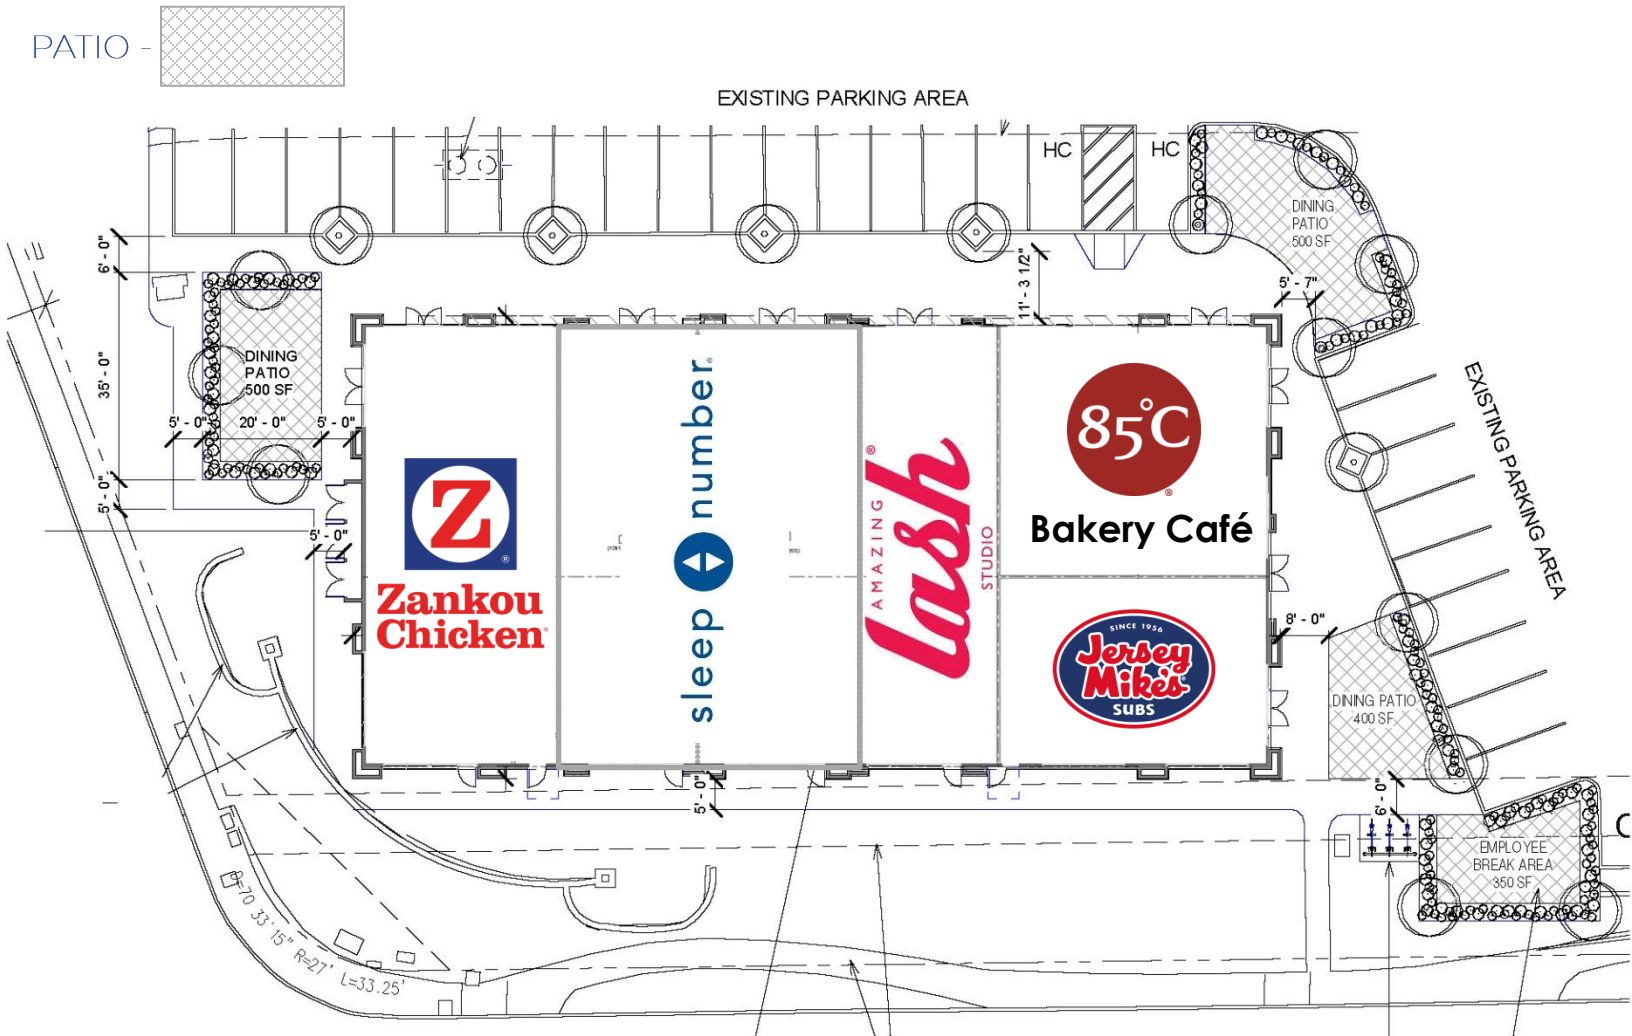 PATIO -
EXISTING PARKING AREA
HC
HC
DINING
PATIO
500 SF
6' - 0"
11' - 3 1/2"
5' - 7"
35' - 0"
DINING
PATIO
500 SF
5' - 0"
20' - 0"
5' - 0"
5' - 0"
5' - 0"
EXISTING PARKING AREA
Z
®
Zankou
Chicken®
sleep number®
AMAZING
lash®
STUDIO
85°C
®
Bakery Café
SINCE 1956
Jersey
Mike's®
SUBS
8' - 0"
DINING PATIO
400 SF
5' - 0"
6' - 0"
EMPLOYEE
BREAK AREA
350 SF
C
D=70 33'15" R=27' L=33.25'